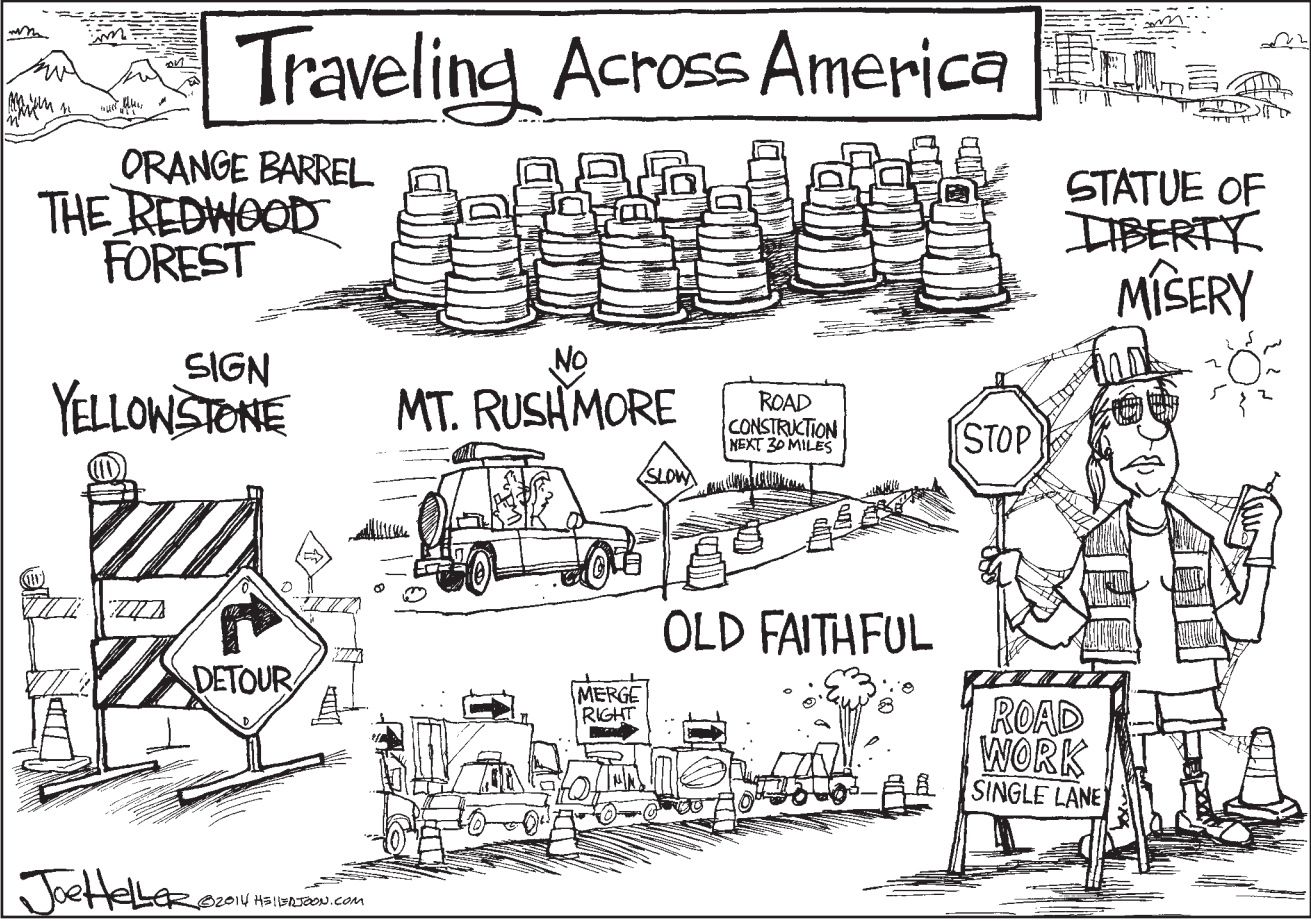 Traveling Across America
ORANGE BARREL
THE REDWOOD
FOREST
STATUE OF
LIBERTY
MISERY
SIGN
YELLOWSTONE
NO
MT. RUSHMORE
ROAD
CONSTRUCTION
NEXT 30 MILES
SLOW
STOP
DETOUR
OLD FAITHFUL
MERGE
RIGHT
ROAD
WORK
SINGLE LANE
JOE HELLER ©2014 HELLERTOON.COM